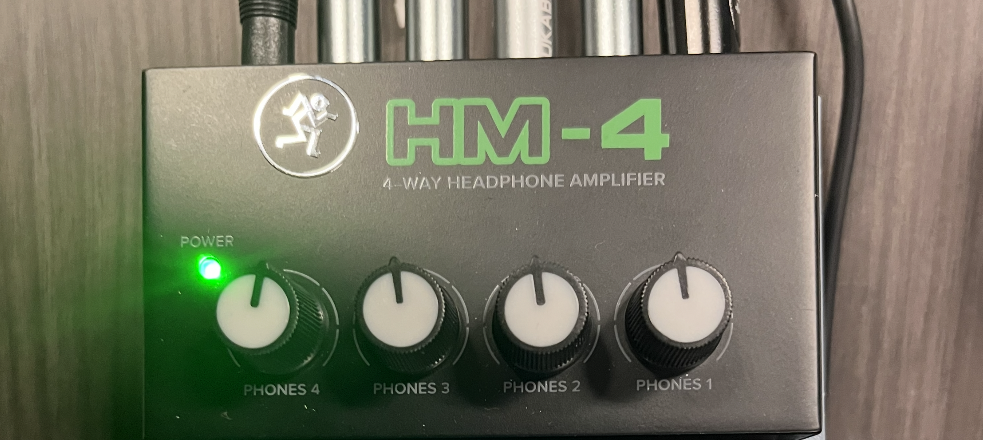 HM-4
4-WAY HEADPHONE AMPLIFIER
POWER
PHONES 4 PHONES 3 PHONES 2 PHONES 1